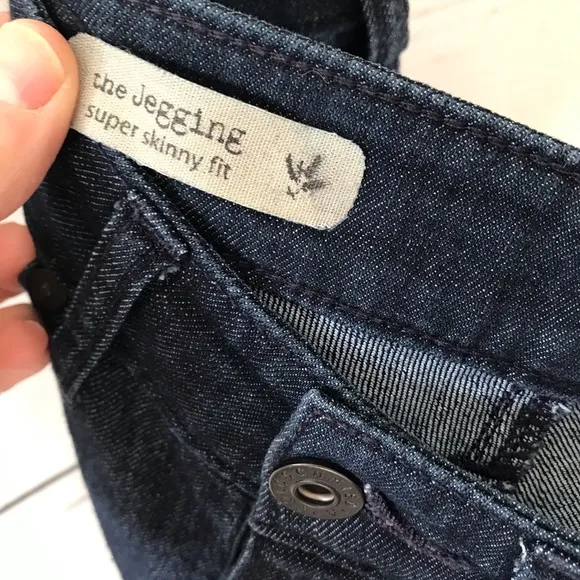 the Jegging
super skinny fit